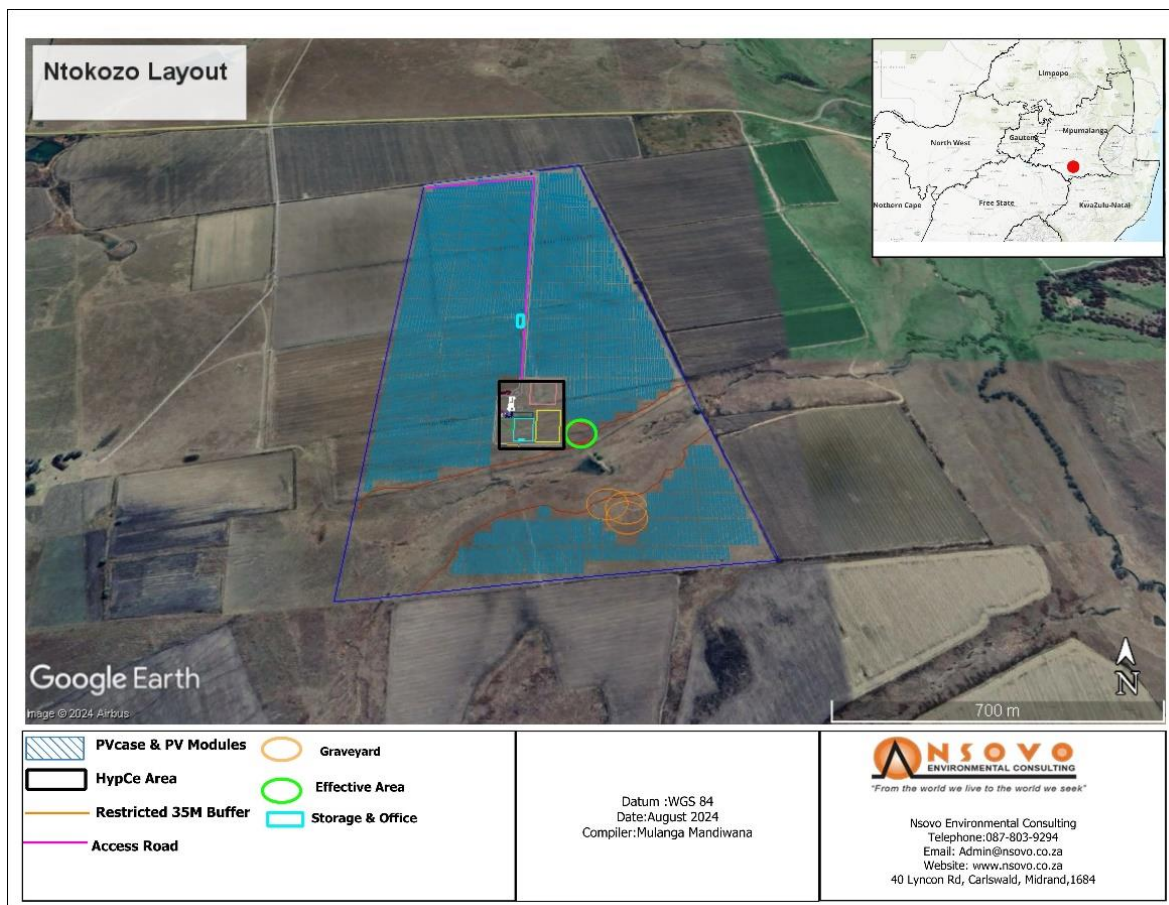 Ntokozo Layout
Limpopo
North West
Gauteng
Mpumalanga
Nothern Cape
Free State
KwaZulu-Natal
Google Earth
Image © 2024 Airbus
N
700 m
PVcase & PV Modules
HypCe Area
Restricted 35M Buffer
Access Road
Graveyard
Effective Area
Storage & Office
Datum :WGS 84
Date:August 2024
Compiler:Mulanga Mandiwana
NSOVO
ENVIRONMENTAL CONSULTING
"From the world we live to the world we seek"
Nsovo Environmental Consulting
Telephone:087-803-9294
Email: Admin@nsovo.co.za
Website: www.nsovo.co.za
40 Lyncon Rd, Carlswald, Midrand,1684